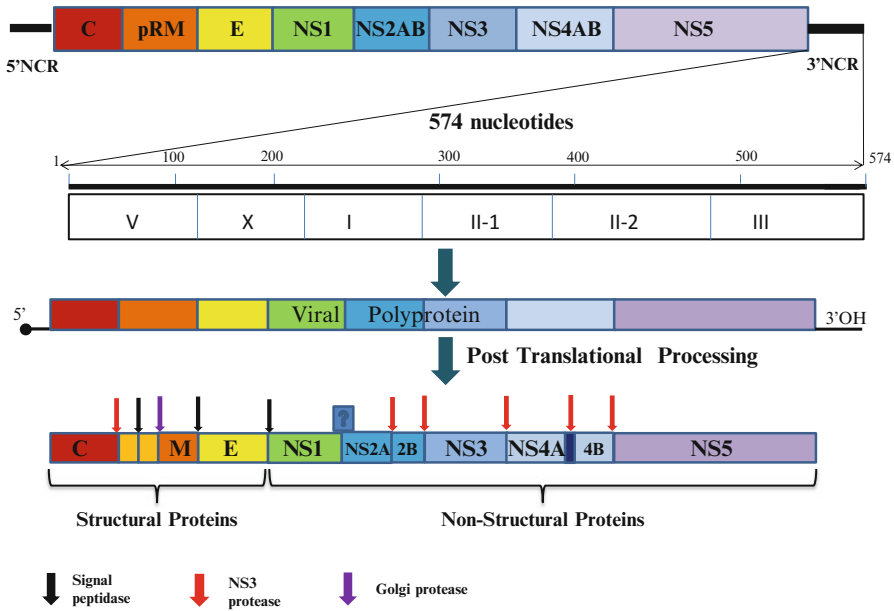 C pRM E NS1 NS2AB NS3 NS4AB NS5
5'NCR 3'NCR
574 nucleotides
1 100 200 300 400 500 574
V X I II-1 II-2 III
5' Viral Polyprotein 3'OH
Post Translational Processing
?
C M E NS1 NS2A 2B NS3 NS4A 4B NS5
Structural Proteins Non-Structural Proteins
Signal peptidase
NS3 protease
Golgi protease